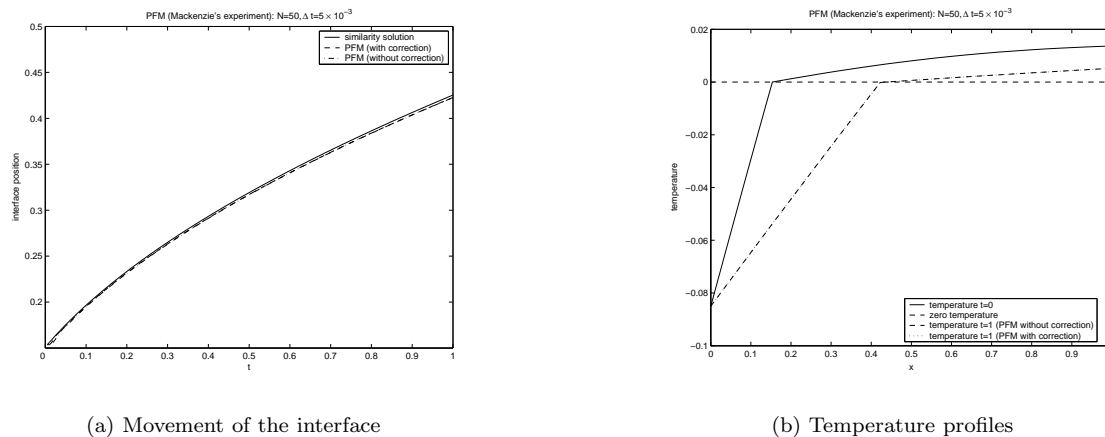 PFM (Mackenzie's experiment): N=50, Δ t=5×10⁻³
0.5
0.45
0.4
0.35
0.3
0.25
0.2
interface position
similarity solution
PFM (with correction)
PFM (without correction)
0 0.1 0.2 0.3 0.4 0.5 0.6 0.7 0.8 0.9 1
t
(a) Movement of the interface
PFM (Mackenzie's experiment): N=50, Δ t=5×10⁻³
0.02
0
−0.02
−0.04
−0.06
−0.08
−0.1
temperature
temperature t=0
zero temperature
temperature t=1 (PFM without correction)
temperature t=1 (PFM with correction)
0 0.1 0.2 0.3 0.4 0.5 0.6 0.7 0.8 0.9
x
(b) Temperature profiles